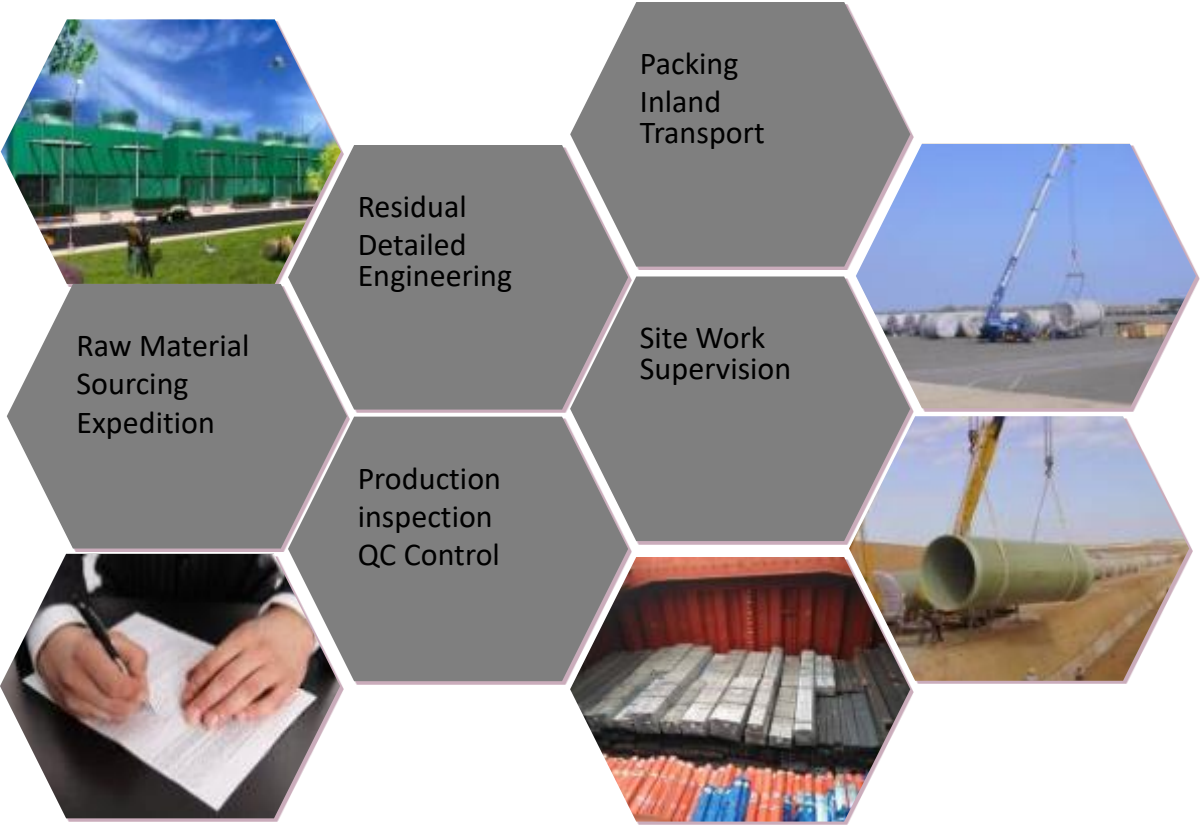 Packing
Inland
Transport
Residual
Detailed
Engineering
Raw Material
Sourcing
Expedition
Site Work
Supervision
Production
inspection
QC Control